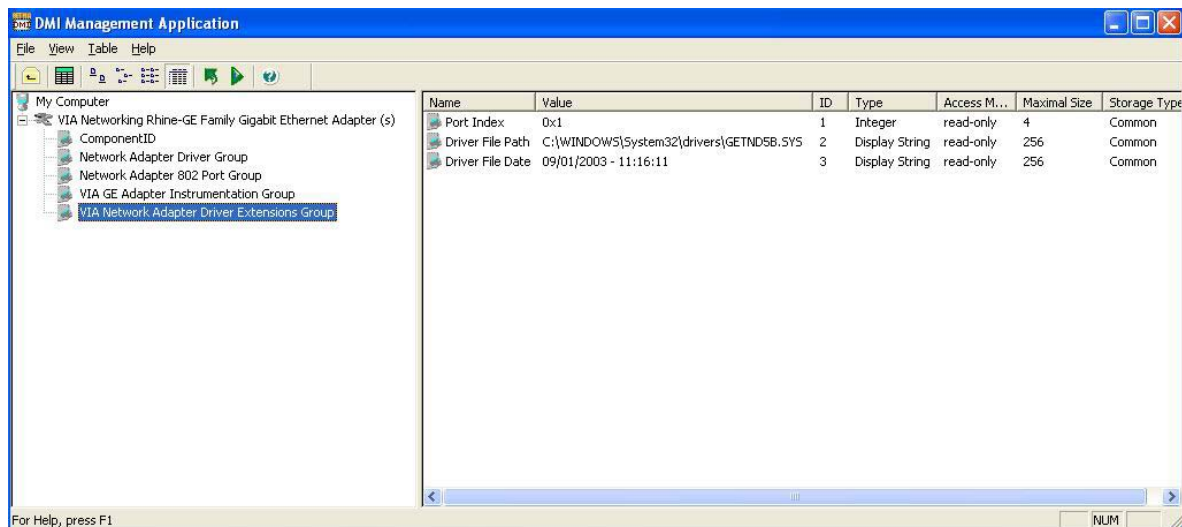 DMI Management Application
File View Table Help
My Computer
VIA Networking Rhine-GE Family Gigabit Ethernet Adapter (s)
ComponentID
Network Adapter Driver Group
Network Adapter 802 Port Group
VIA GE Adapter Instrumentation Group
VIA Network Adapter Driver Extensions Group
Name Value ID Type Access M... Maximal Size Storage Type
Port Index 0x1 1 Integer read-only 4 Common
Driver File Path C:\WINDOWS\System32\drivers\GETND5B.SYS 2 Display String read-only 256 Common
Driver File Date 09/01/2003 - 11:16:11 3 Display String read-only 256 Common
For Help, press F1
NUM